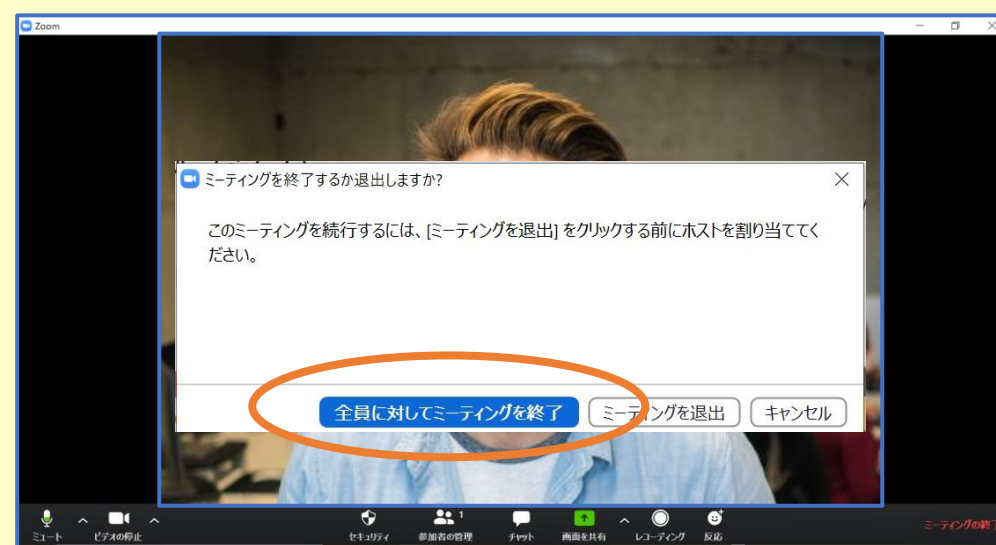 Zoom
ミーティングを終了するか退出しますか?
このミーティングを続行するには、[ミーティングを退出] をクリックする前にホストを割り当ててく
ださい。
全員に対してミーティングを終了 ミーティングを退出 キャンセル
1
ミュート ビデオの停止 セキュリティ 参加者の管理 チャット 画面を共有 レコーディング 反応 ミーティングの終了